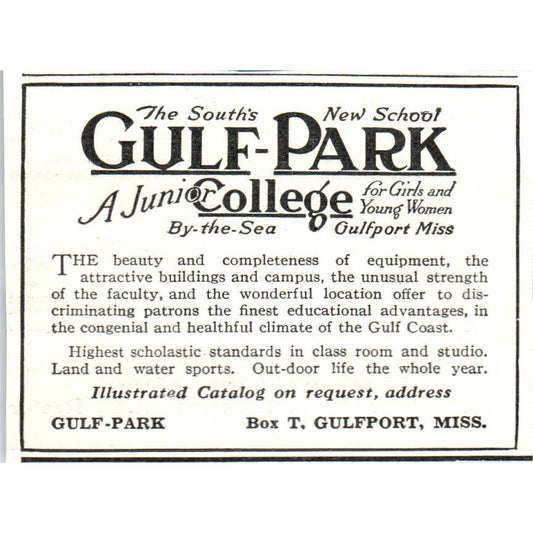 The South's New School
GULF-PARK
A Junior College for Girls and Young Women
By-the-Sea Gulfport Miss
THE beauty and completeness of equipment, the
attractive buildings and campus, the unusual strength
of the faculty, and the wonderful location offer to dis-
criminating patrons the finest educational advantages, in
the congenial and healthful climate of the Gulf Coast.
Highest scholastic standards in class room and studio.
Land and water sports. Out-door life the whole year.
Illustrated Catalog on request, address
GULF-PARK Box T, GULFPORT, MISS.